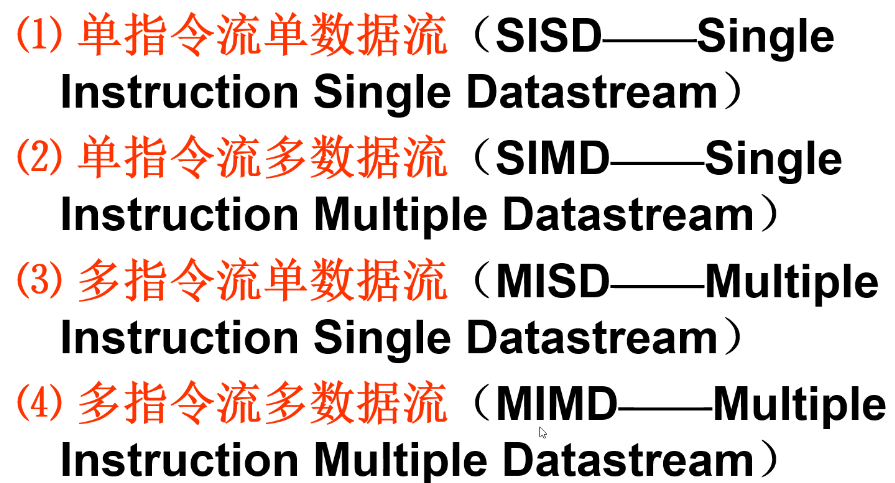 ⑴ 单指令流单数据流（SISD——Single
Instruction Single Datastream）
⑵ 单指令流多数据流（SIMD——Single
Instruction Multiple Datastream）
⑶ 多指令流单数据流（MISD——Multiple
Instruction Single Datastream）
⑷ 多指令流多数据流（MIMD——Multiple
Instruction Multiple Datastream）